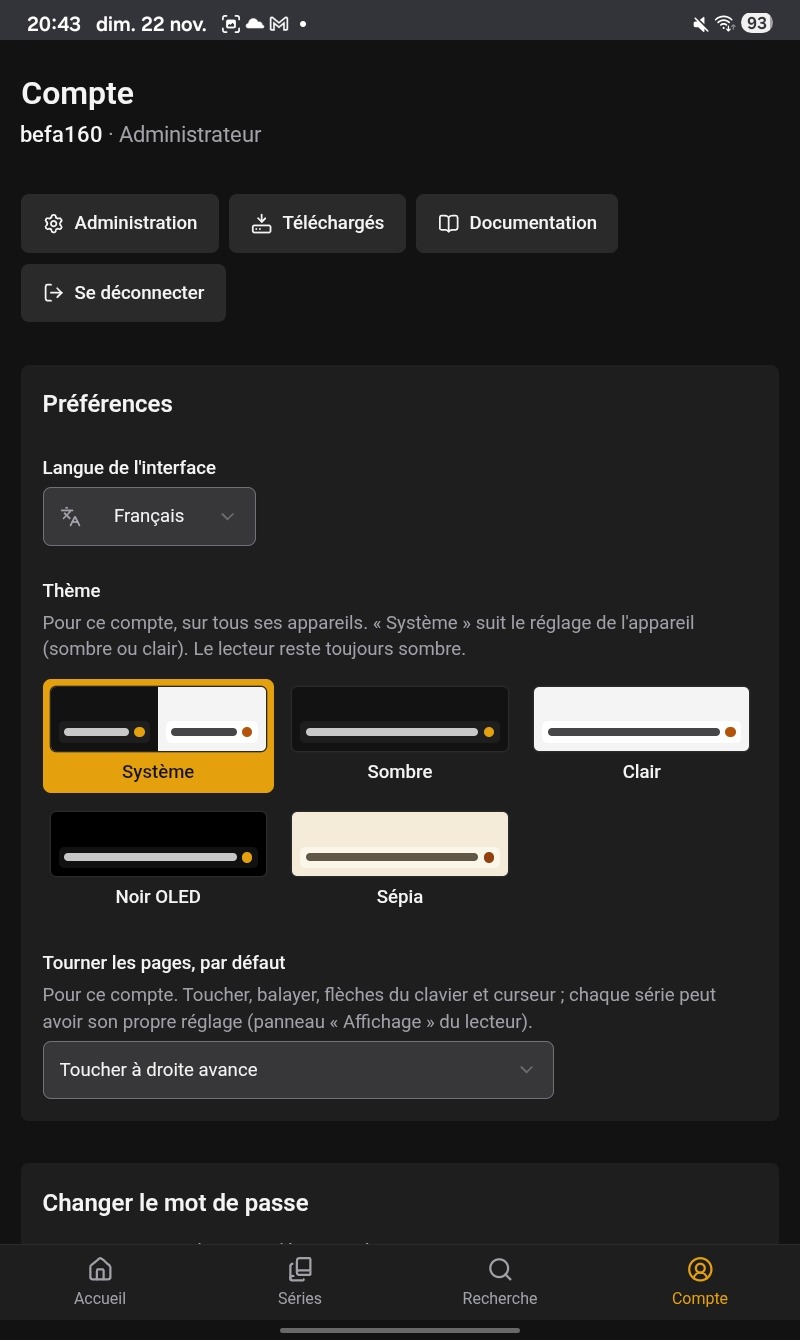 20:43 dim. 22 nov.
93
Compte
befa160 · Administrateur
Administration
Téléchargés
Documentation
Se déconnecter
Préférences
Langue de l'interface
Français
Thème
Pour ce compte, sur tous ses appareils. « Système » suit le réglage de l'appareil
(sombre ou clair). Le lecteur reste toujours sombre.
Système
Sombre
Clair
Noir OLED
Sépia
Tourner les pages, par défaut
Pour ce compte. Toucher, balayer, flèches du clavier et curseur ; chaque série peut
avoir son propre réglage (panneau « Affichage » du lecteur).
Toucher à droite avance
Changer le mot de passe
Accueil
Séries
Recherche
Compte